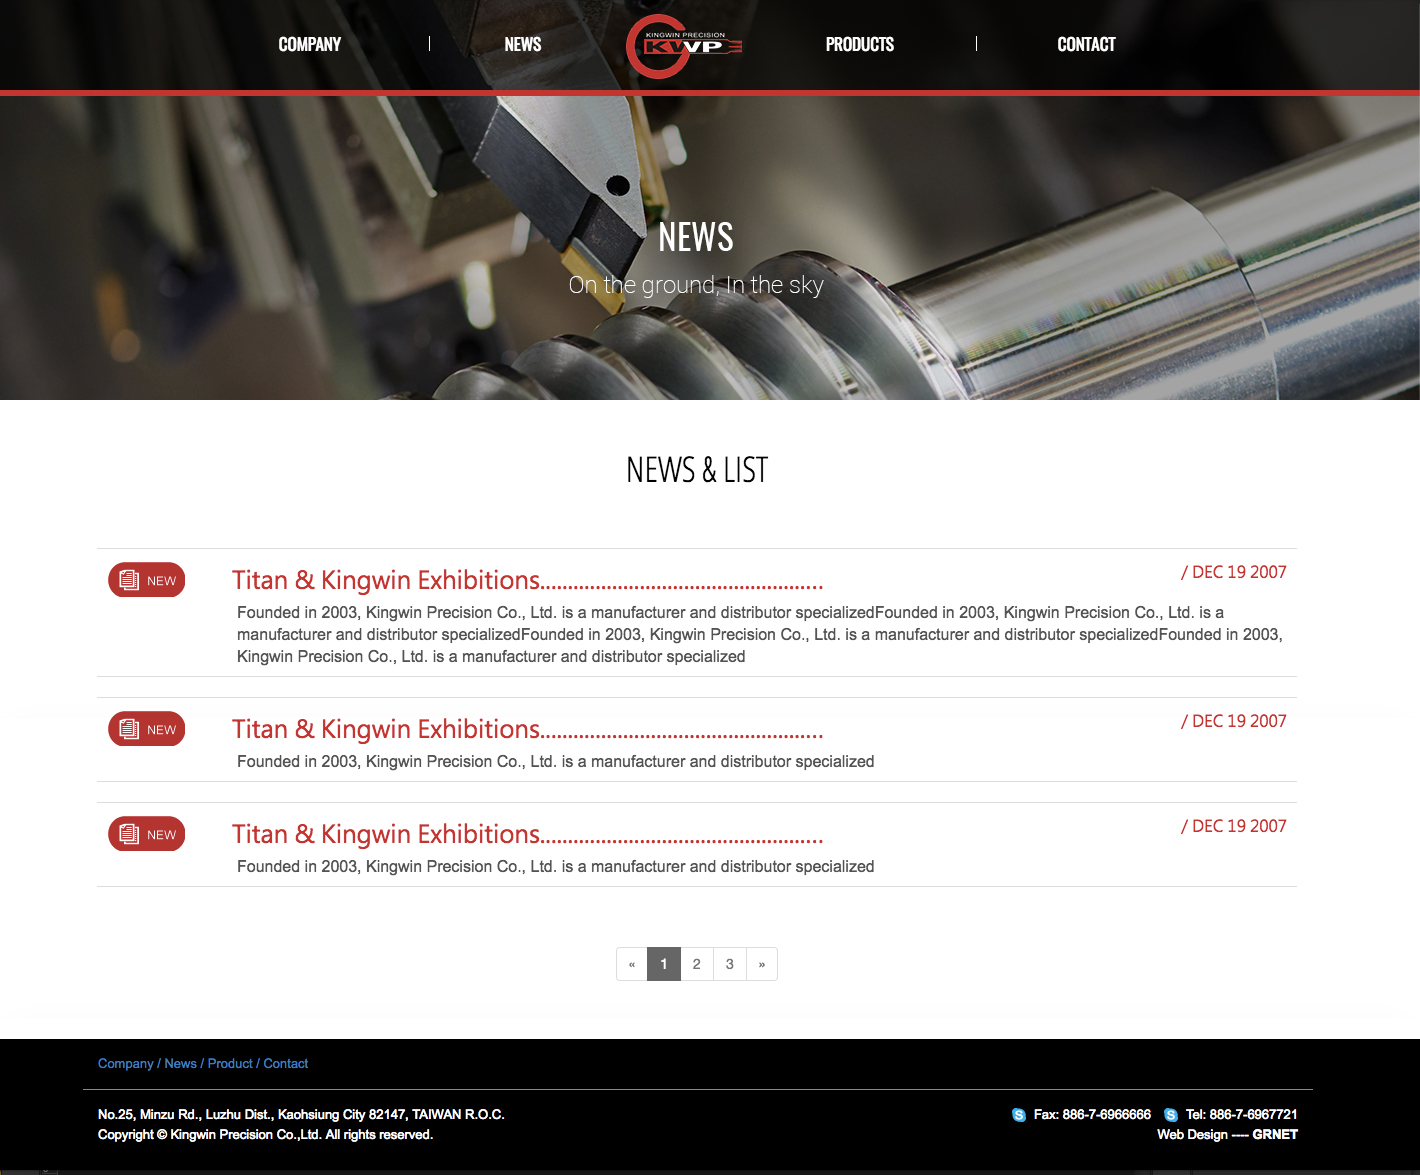 COMPANY | NEWS KINGWIN PRECISION KWP PRODUCTS | CONTACT
NEWS
On the ground, In the sky
NEWS & LIST
NEW Titan & Kingwin Exhibitions..................................................... / DEC 19 2007
Founded in 2003, Kingwin Precision Co., Ltd. is a manufacturer and distributor specializedFounded in 2003, Kingwin Precision Co., Ltd. is a
manufacturer and distributor specializedFounded in 2003, Kingwin Precision Co., Ltd. is a manufacturer and distributor specializedFounded in 2003,
Kingwin Precision Co., Ltd. is a manufacturer and distributor specialized
NEW Titan & Kingwin Exhibitions..................................................... / DEC 19 2007
Founded in 2003, Kingwin Precision Co., Ltd. is a manufacturer and distributor specialized
NEW Titan & Kingwin Exhibitions..................................................... / DEC 19 2007
Founded in 2003, Kingwin Precision Co., Ltd. is a manufacturer and distributor specialized
« 1 2 3 »
Company / News / Product / Contact
No.25, Minzu Rd., Luzhu Dist., Kaohsiung City 82147, TAIWAN R.O.C. Fax: 886-7-6966666 Tel: 886-7-6967721
Copyright © Kingwin Precision Co.,Ltd. All rights reserved. Web Design ---- GRNET